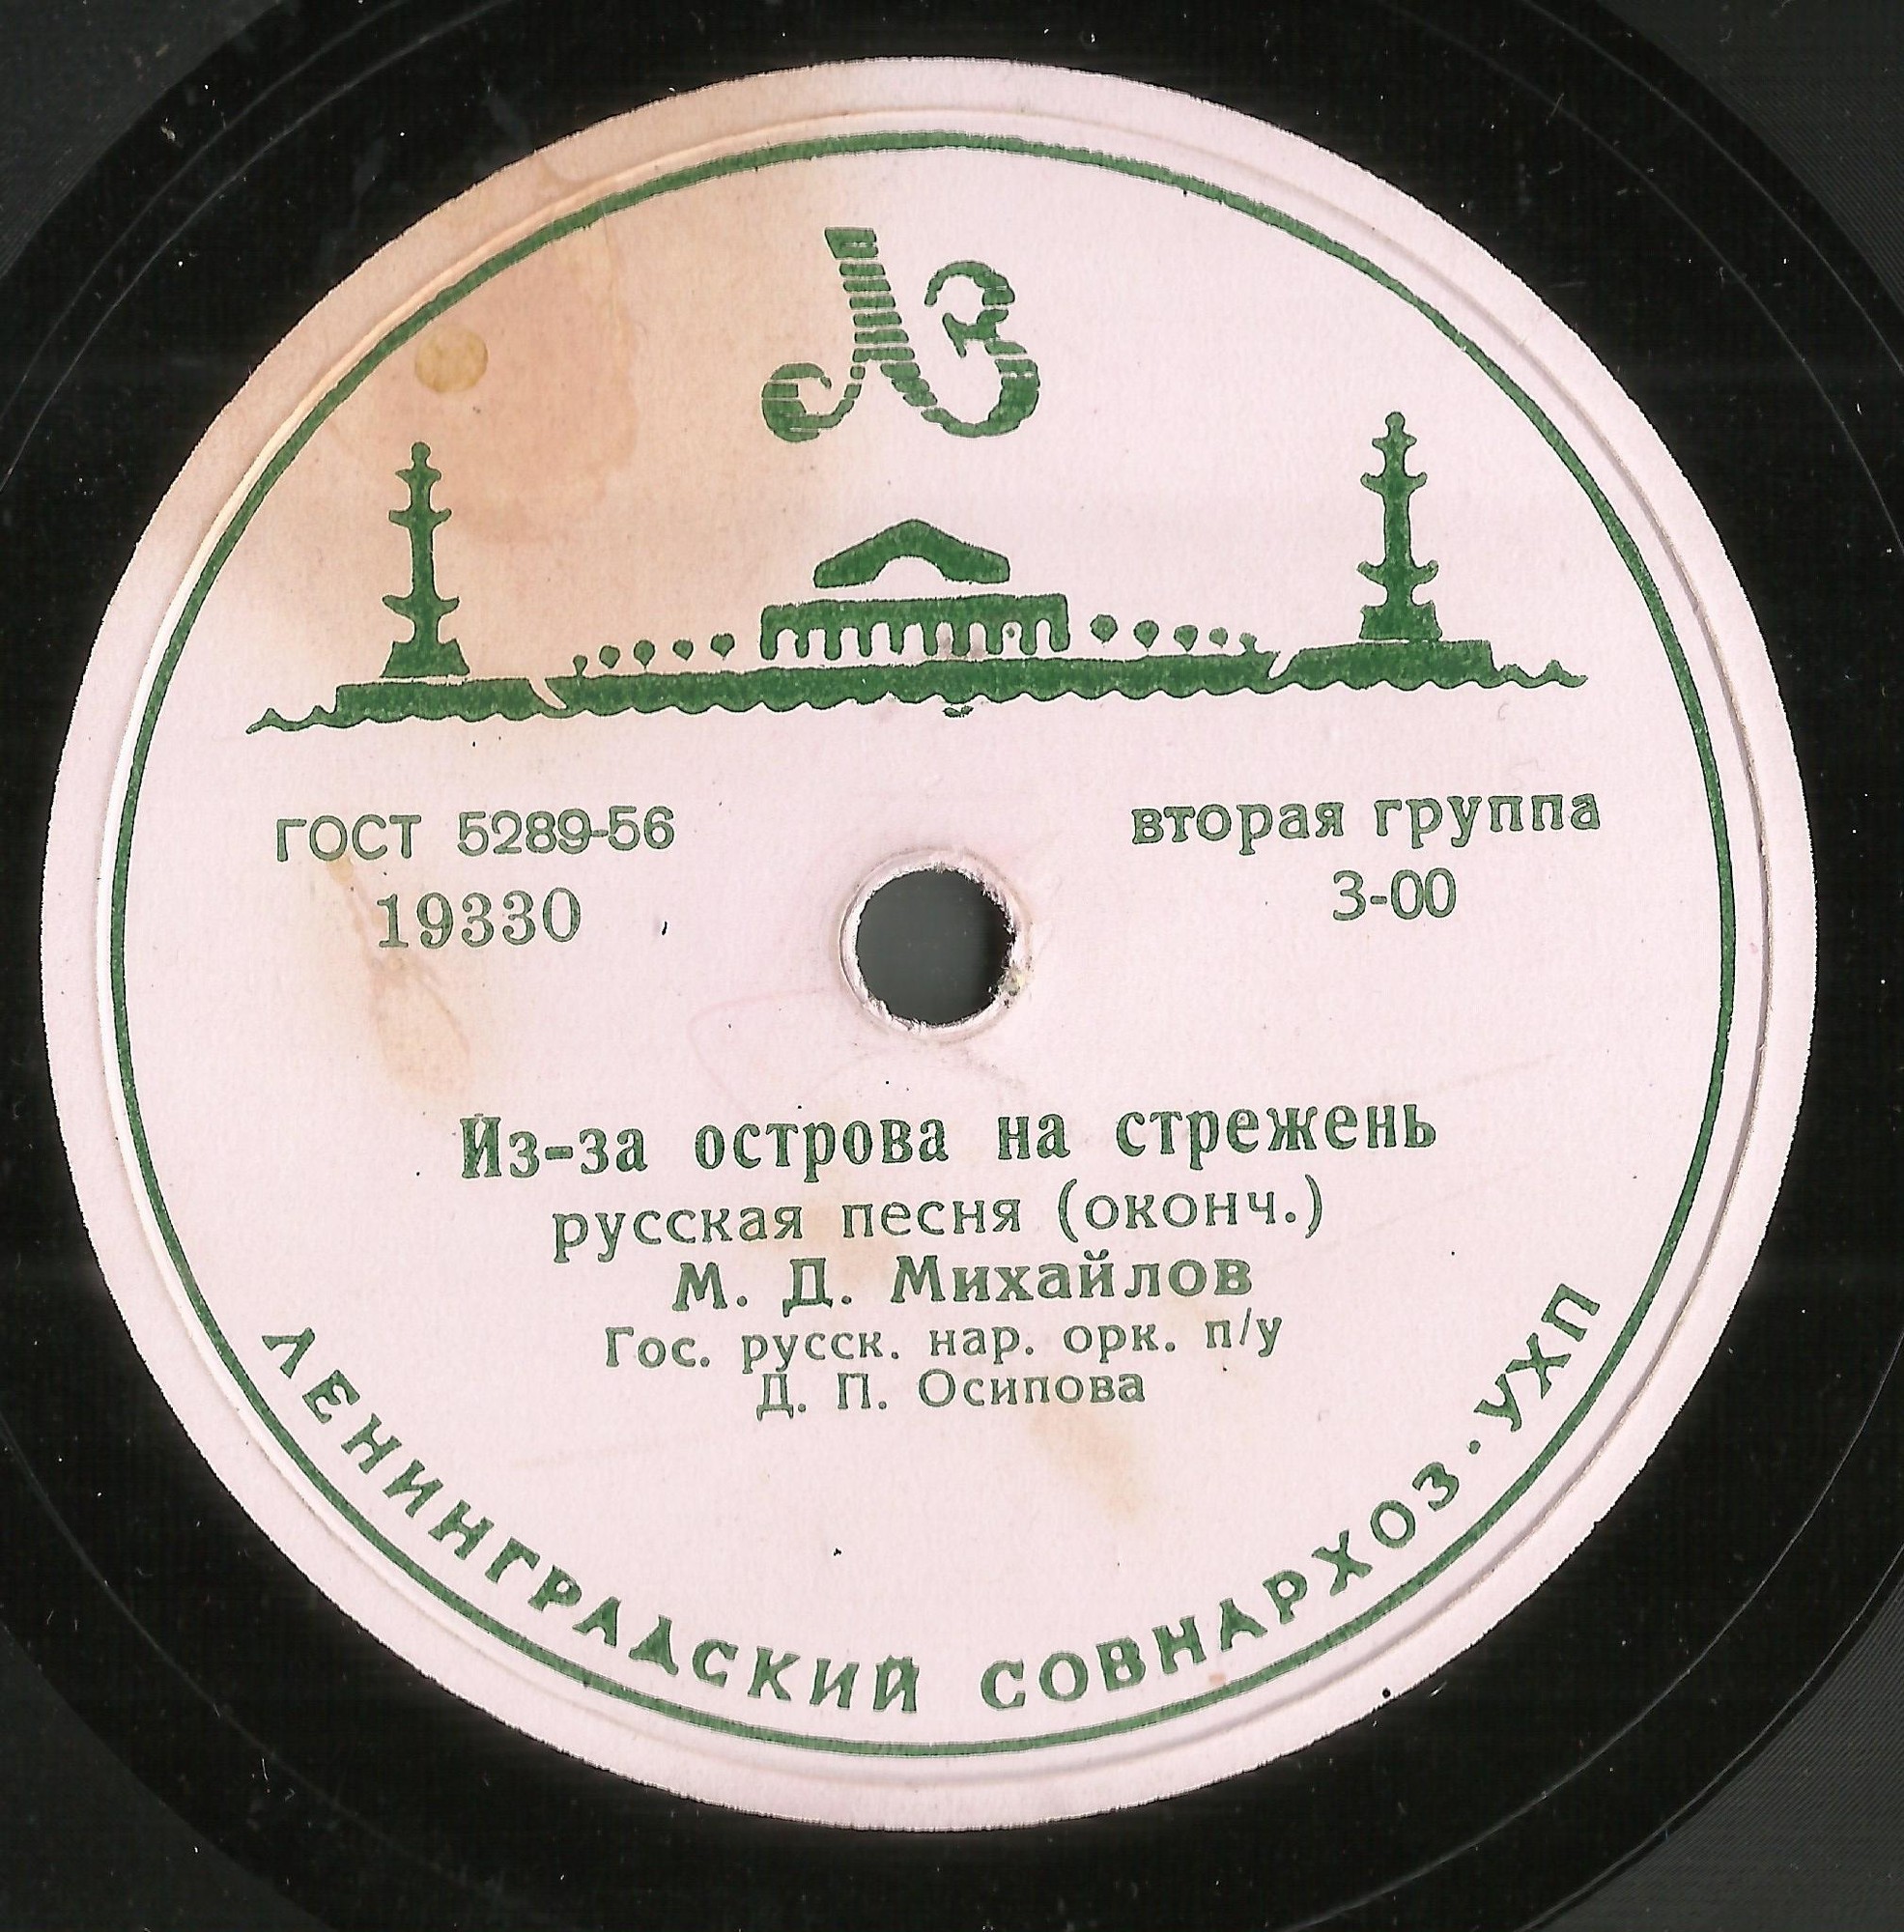 ЛЗ
ГОСТ 5289-56
19330
вторая группа
3-00
Из-за острова на стрежень
русская песня (оконч.)
М. Д. Михайлов
Гос. русск. нар. орк. п/у
Д. П. Осипова
ЛЕНИНГРАДСКИЙ СОВНАРХОЗ·УХП